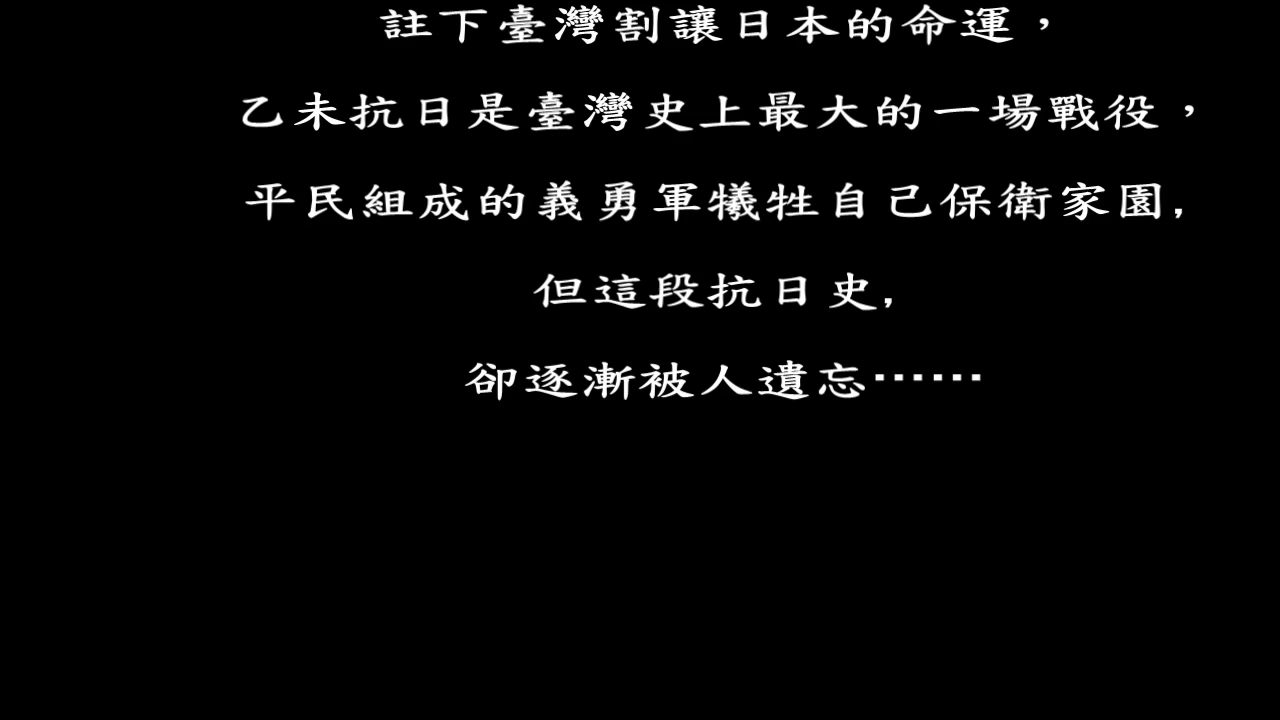 註下臺灣割讓日本的命運，
乙未抗日是臺灣史上最大的一場戰役，
平民組成的義勇軍犧牲自己保衛家園,
但這段抗日史,
卻逐漸被人遺忘⋯⋯